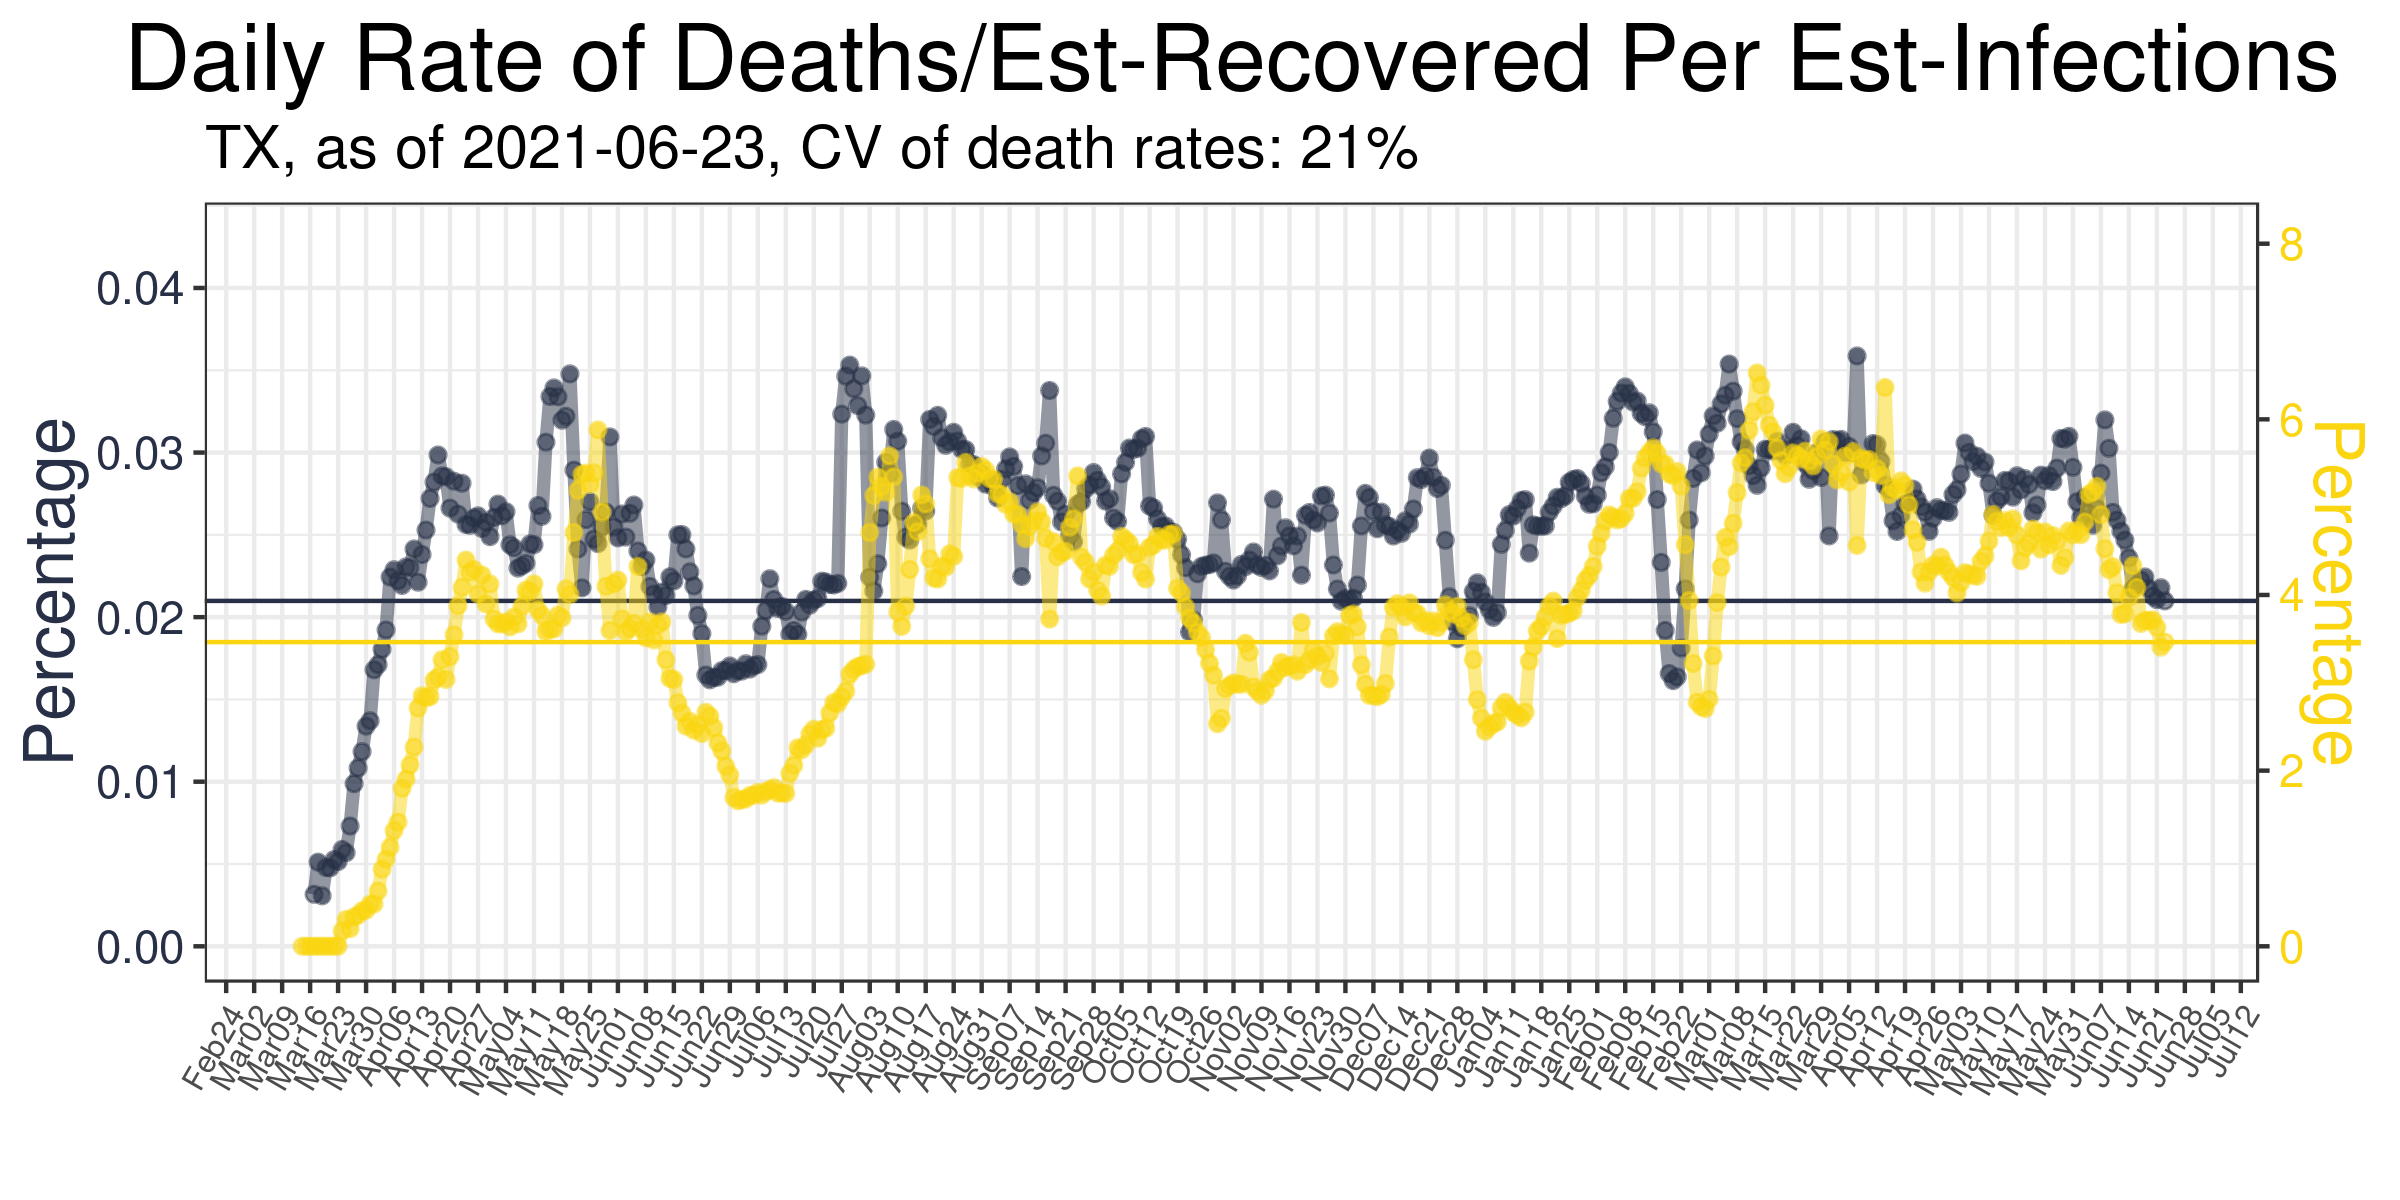 Daily Rate of Deaths/Est-Recovered Per Est-Infections
TX, as of 2021-06-23, CV of death rates: 21%
Percentage
0.04
0.03
0.02
0.01
0.00
8
6
4
2
0
Percentage
Feb24
Mar02
Mar09
Mar16
Mar23
Mar30
Apr06
Apr13
Apr20
Apr27
May04
May11
May18
May25
Jun01
Jun08
Jun15
Jun22
Jun29
Jul06
Jul13
Jul20
Jul27
Aug03
Aug10
Aug17
Aug24
Aug31
Sep07
Sep14
Sep21
Sep28
Oct05
Oct12
Oct19
Oct26
Nov02
Nov09
Nov16
Nov23
Nov30
Dec07
Dec14
Dec21
Dec28
Jan04
Jan11
Jan18
Jan25
Feb01
Feb08
Feb15
Feb22
Mar01
Mar08
Mar15
Mar22
Mar29
Apr05
Apr12
Apr19
Apr26
May03
May10
May17
May24
May31
Jun07
Jun14
Jun21
Jun28
Jul05
Jul12